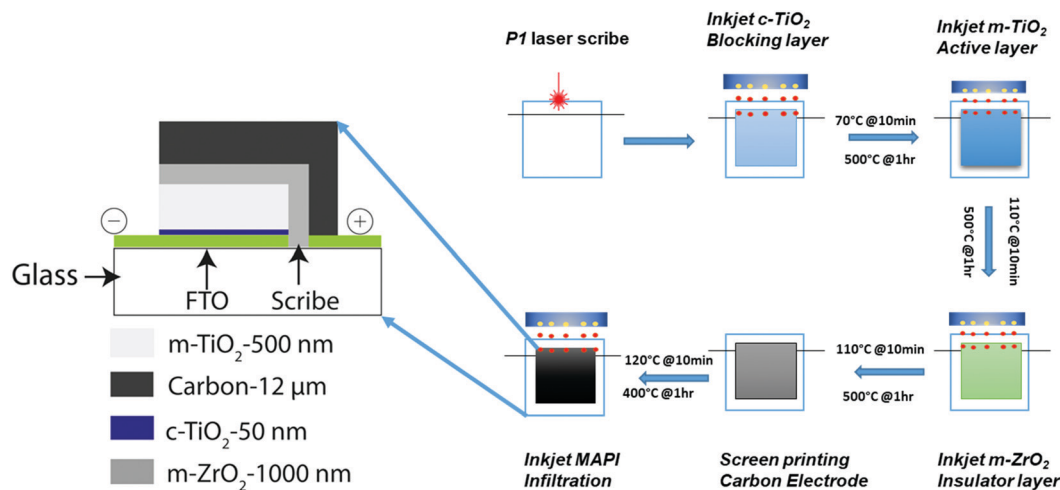 P1 laser scribe
Inkjet c-TiO₂
Blocking layer
Inkjet m-TiO₂
Active layer
70°C @10min
500°C @1hr
110°C @10min
500°C @1hr
−
+
Glass
FTO
Scribe
m-TiO₂-500 nm
Carbon-12 µm
c-TiO₂-50 nm
m-ZrO₂-1000 nm
120°C @10min
400°C @1hr
110°C @10min
500°C @1hr
Inkjet MAPI
Infiltration
Screen printing
Carbon Electrode
Inkjet m-ZrO₂
Insulator layer